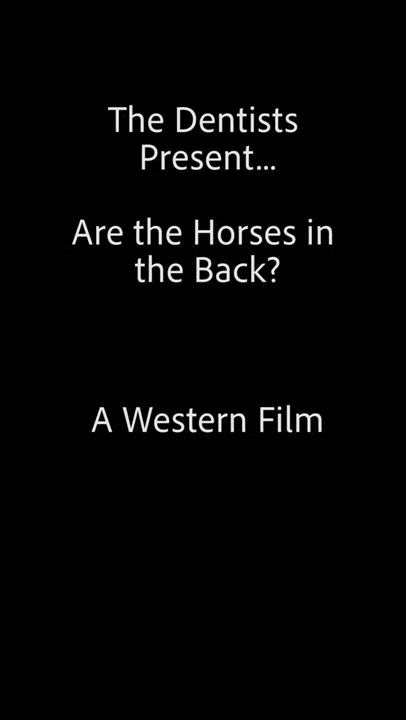 The Dentists
Present...
Are the Horses in
the Back?
A Western Film